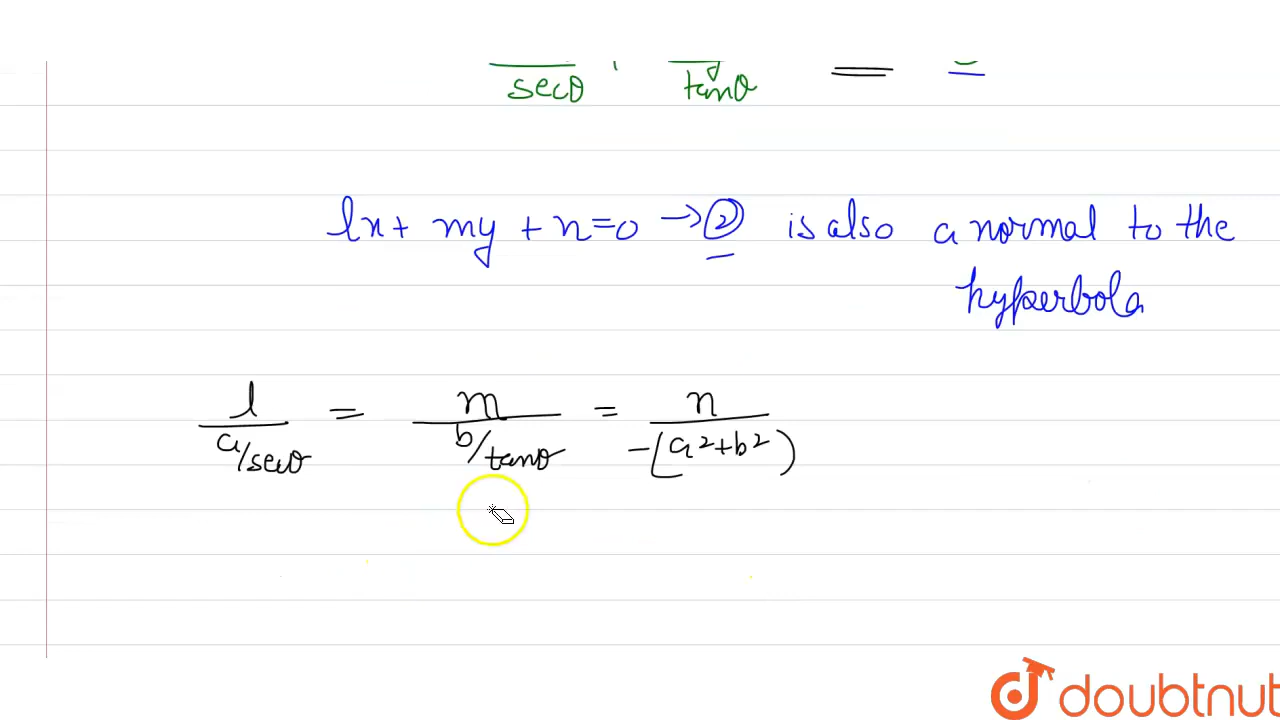 secθ tanθ =
lx + my + n = 0 → ② is also a normal to the
hyperbola
l/(a/secθ) = m/(b/tanθ) = n/(-[a²+b²))
doubtnut